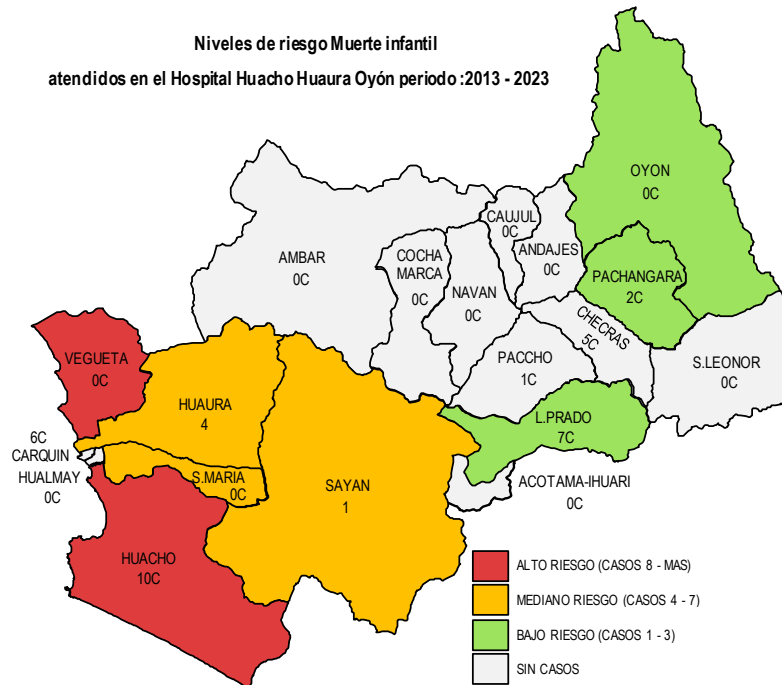 Niveles de riesgo Muerte infantil
atendidos en el Hospital Huacho Huaura Oyón periodo :2013 - 2023
OYON
0C
CAUJUL
0C
ANDAJES
0C
AMBAR
0C
COCHA
MARCA
0C
NAVAN
0C
PACHANGARA
2C
CHECRAS
5C
VEGUETA
0C
PACCHO
1C
S.LEONOR
0C
HUAURA
4
L.PRADO
7C
6C
CARQUIN
HUALMAY
0C
S.MARIA
0C
SAYAN
1
ACOTAMA-IHUARI
0C
HUACHO
10C
ALTO RIESGO (CASOS 8 - MAS)
MEDIANO RIESGO (CASOS 4 - 7)
BAJO RIESGO (CASOS 1 - 3)
SIN CASOS